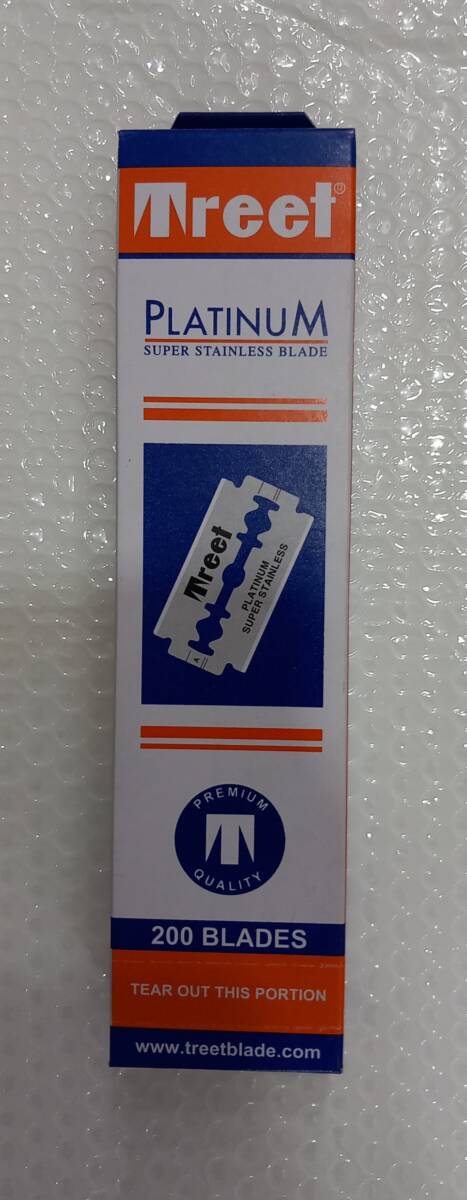 Treet®
PLATINUM
SUPER STAINLESS BLADE
Treet
PLATINUM
SUPER STAINLESS
A
PREMIUM
T
QUALITY
200 BLADES
TEAR OUT THIS PORTION
www.treetblade.com